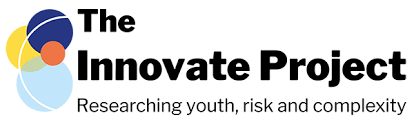 The
Innovate Project
Researching youth, risk and complexity